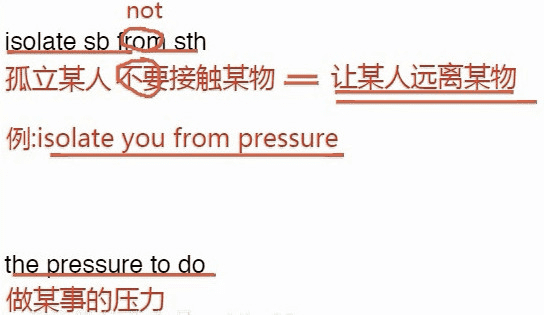 not
isolate sb from sth
孤立某人不要接触某物 = 让某人远离某物
例:isolate you from pressure
the pressure to do
做某事的压力